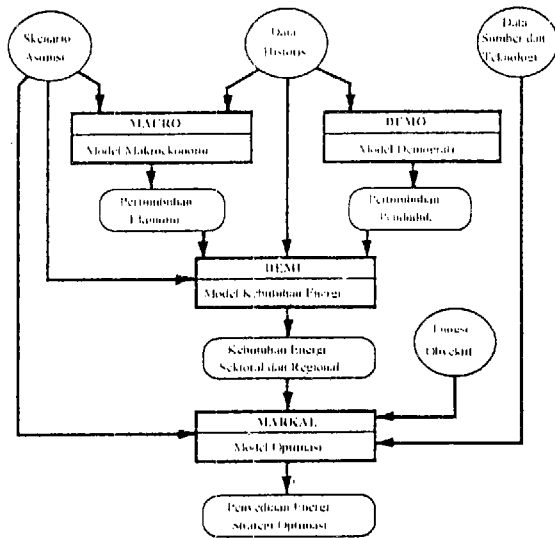 Skenario
Asumsi
Data
Historis
Data
Sumber dan
Teknologi
MACRO
Model Makroekonomi
DEMO
Model Demografi
Pertumbuhan
Ekonomi
Pertumbuhan
Penduduk
DEMI
Model Kebutuhan Energi
Fungsi
Obyektif
Kebutuhan Energi
Sektoral dan Regional
MARKAL
Model Optimasi
Penyediaan Energi
Strategi Optimasi